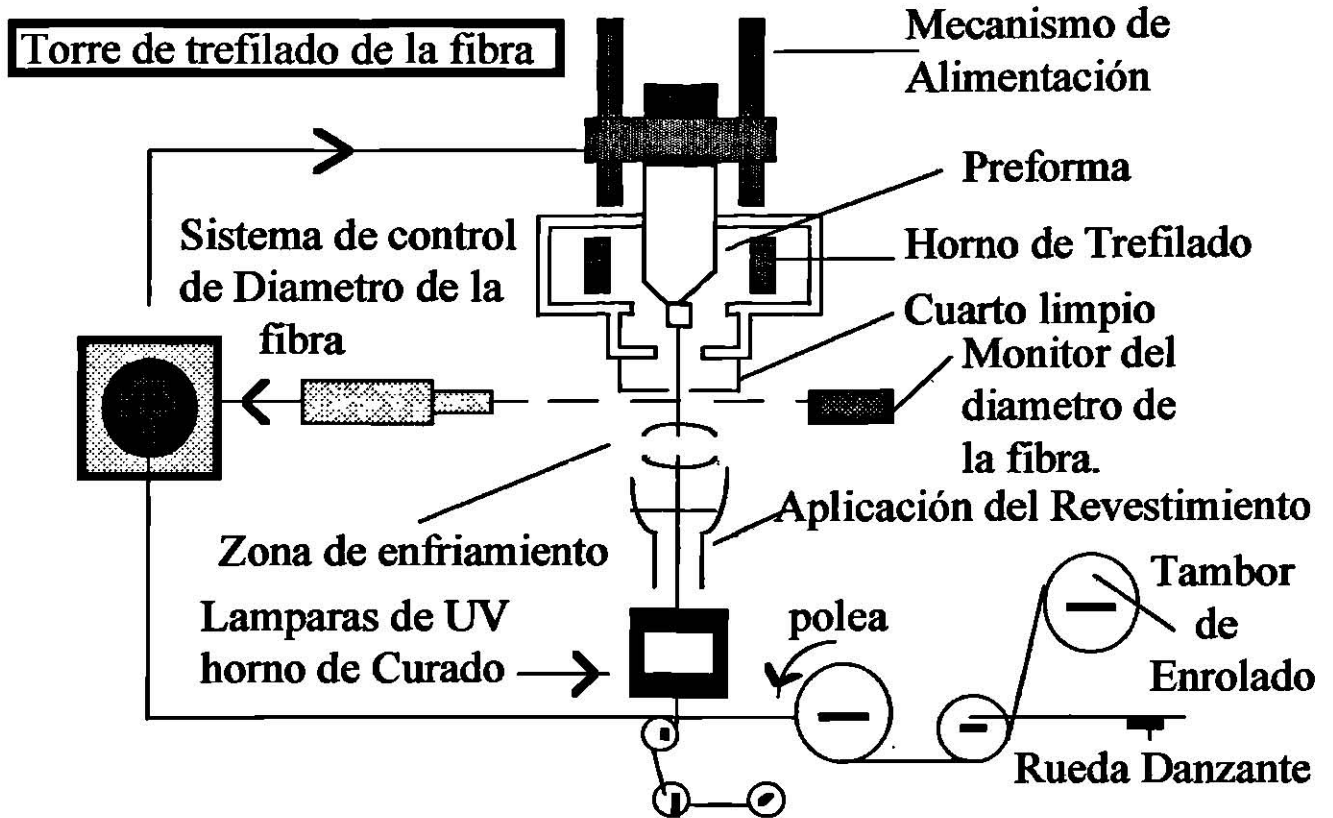 Torre de trefilado de la fibra
Mecanismo de
Alimentación
Preforma
Sistema de control
de Diametro de la
fibra
Horno de Trefilado
Cuarto limpio
Monitor del
diametro de
la fibra.
Aplicación del Revestimiento
Zona de enfriamiento
Lamparas de UV
horno de Curado
polea
Tambor
de
Enrolado
Rueda Danzante